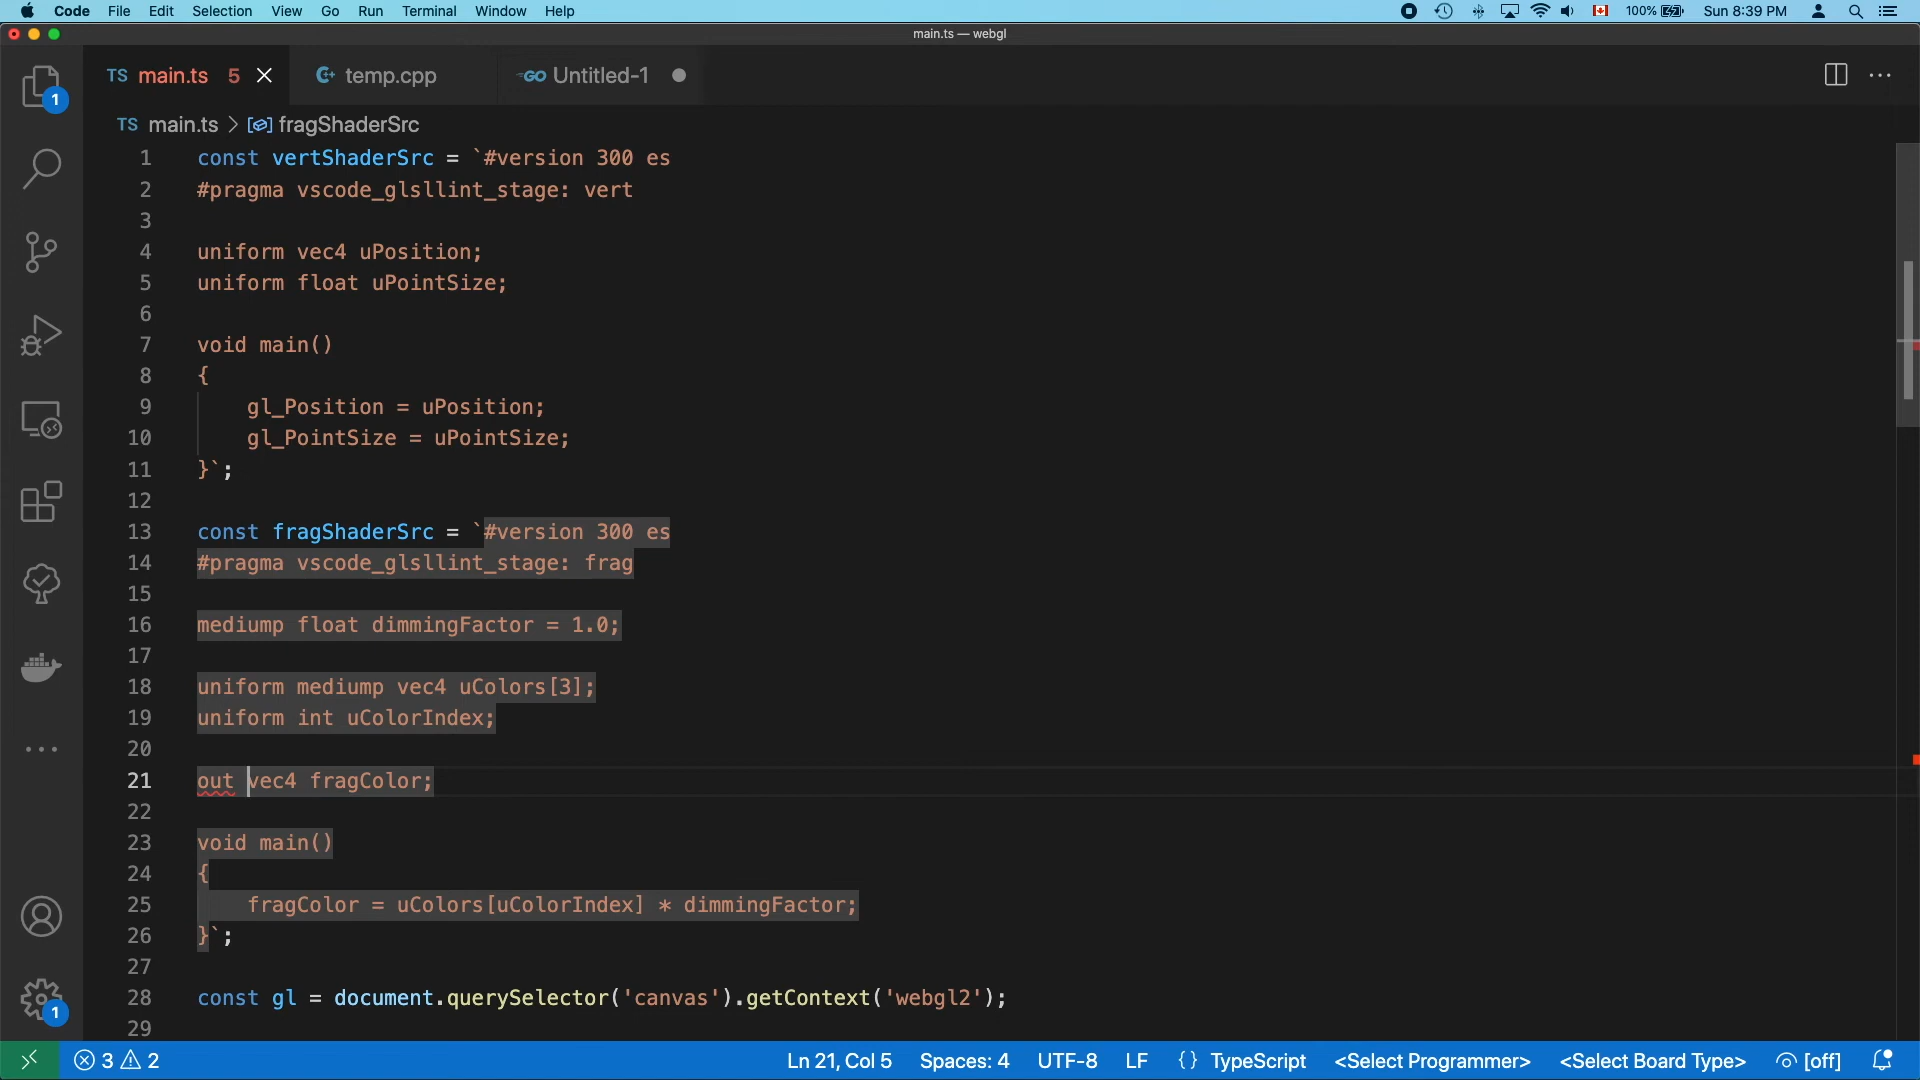 Code File Edit Selection View Go Run Terminal Window Help 100% Sun 8:39 PM
main.ts — webgl
TS main.ts 5 temp.cpp GO Untitled-1
TS main.ts > fragShaderSrc
1 const vertShaderSrc = `#version 300 es
2 #pragma vscode_glsllint_stage: vert
3
4 uniform vec4 uPosition;
5 uniform float uPointSize;
6
7 void main()
8 {
9 gl_Position = uPosition;
10 gl_PointSize = uPointSize;
11 }`;
12
13 const fragShaderSrc = `#version 300 es
14 #pragma vscode_glsllint_stage: frag
15
16 mediump float dimmingFactor = 1.0;
17
18 uniform mediump vec4 uColors[3];
19 uniform int uColorIndex;
20
21 out vec4 fragColor;
22
23 void main()
24 {
25 fragColor = uColors[uColorIndex] * dimmingFactor;
26 }`;
27
28 const gl = document.querySelector('canvas').getContext('webgl2');
29
1
1
3 2 Ln 21, Col 5 Spaces: 4 UTF-8 LF {} TypeScript <Select Programmer> <Select Board Type> [off]